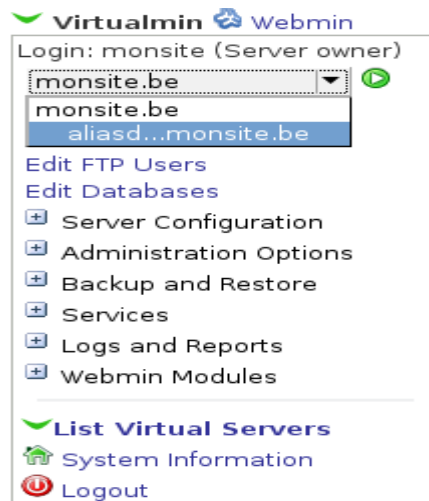 Virtualmin Webmin
Login: monsite (Server owner)
monsite.be
monsite.be
aliasd...monsite.be
Edit FTP Users
Edit Databases
Server Configuration
Administration Options
Backup and Restore
Services
Logs and Reports
Webmin Modules
List Virtual Servers
System Information
Logout